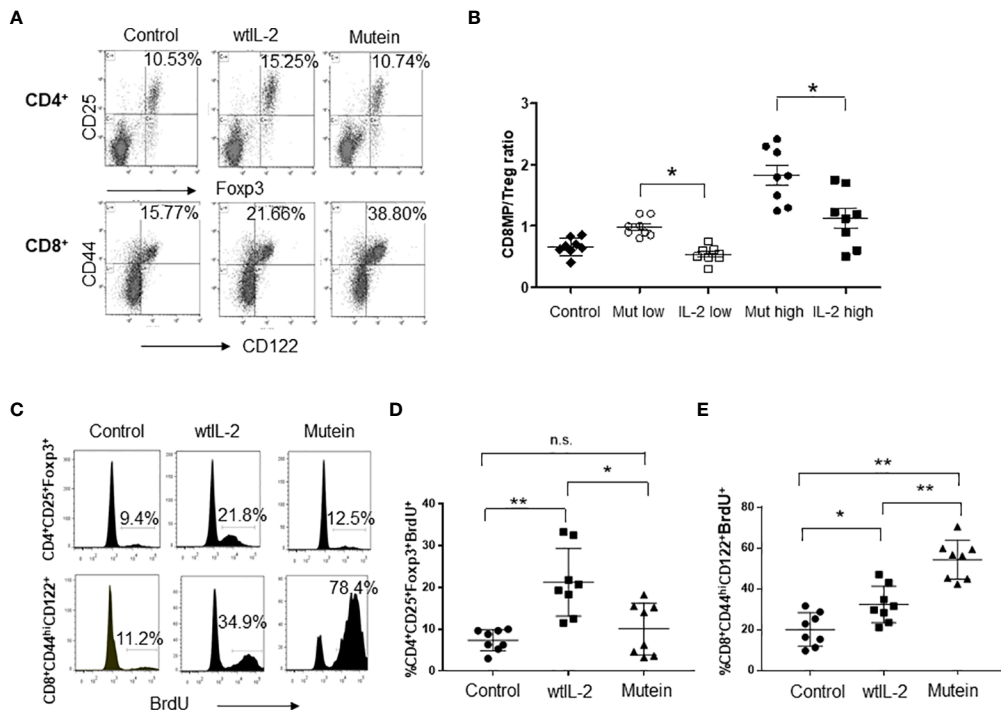 A
Control wtIL-2 Mutein
10.53% 15.25% 10.74%
CD4⁺
CD25
Foxp3
15.77% 21.66% 38.80%
CD8⁺
CD44
CD122
B
CD8MP/Treg ratio
3
2
1
0
*
*
Control Mut low IL-2 low Mut high IL-2 high
C
Control wtIL-2 Mutein
CD4⁺CD25⁺Foxp3⁺
9.4% 21.8% 12.5%
CD8⁺CD44ʰⁱCD122⁺
11.2% 34.9% 78.4%
BrdU
D
n.s.
*
**
%CD4⁺CD25⁺Foxp3⁺BrdU⁺
40
30
20
10
0
Control wtIL-2 Mutein
E
**
**
*
%CD8⁺CD44ʰⁱCD122⁺BrdU⁺
80
60
40
20
0
Control wtIL-2 Mutein